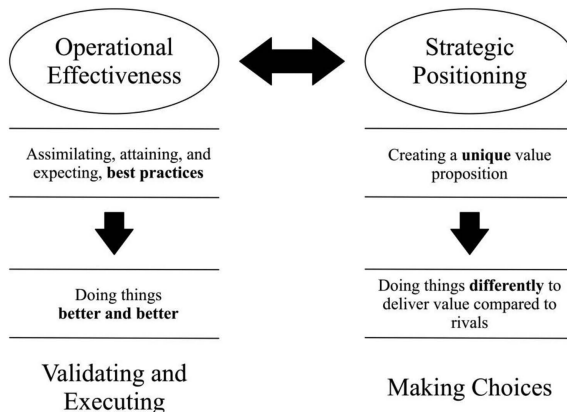 Operational
Effectiveness
Strategic
Positioning
Assimilating, attaining, and
expecting, best practices
Creating a unique value
proposition
Doing things
better and better
Doing things differently to
deliver value compared to
rivals
Validating and
Executing
Making Choices